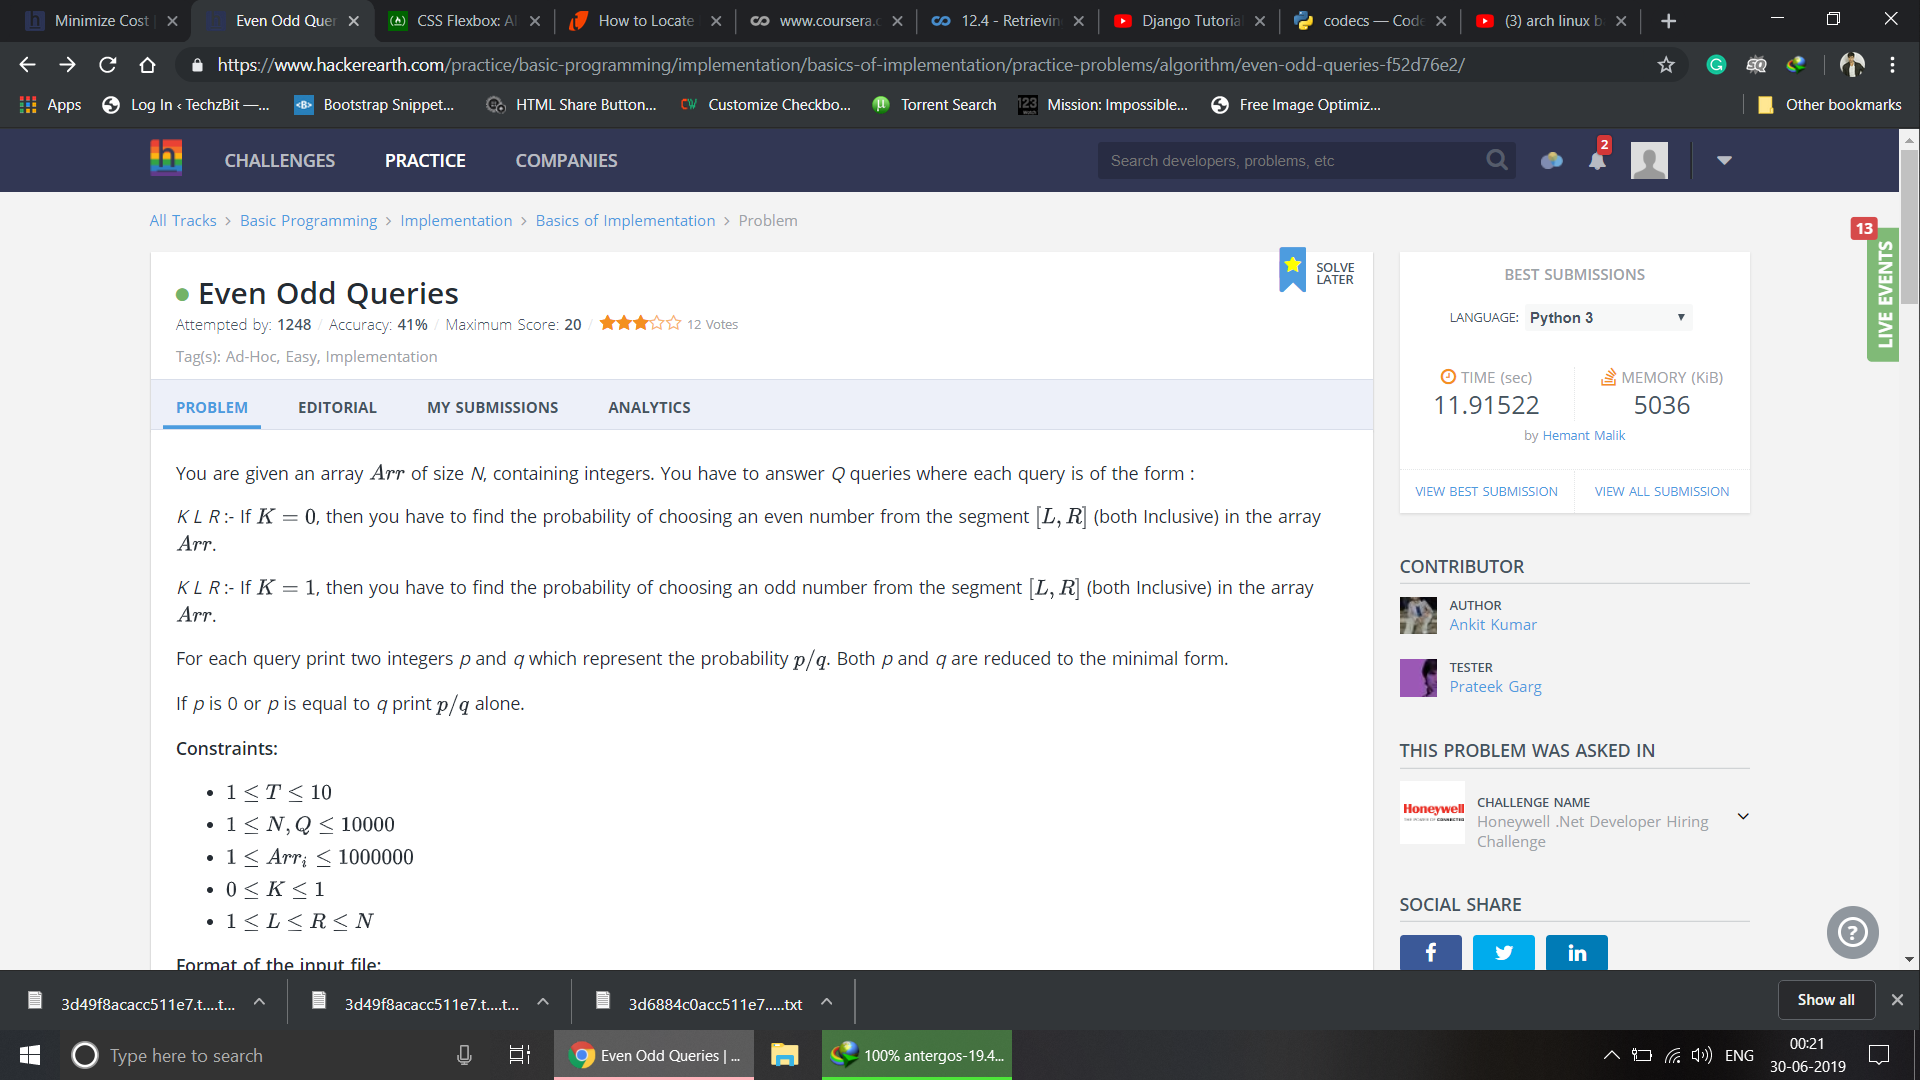 Minimize Cost
Even Odd Quer
CSS Flexbox: Al
How to Locate
www.coursera.c
12.4 - Retrievin
Django Tutoria
codecs — Code
(3) arch linux b
https://www.hackerearth.com/practice/basic-programming/implementation/basics-of-implementation/practice-problems/algorithm/even-odd-queries-f52d76e2/
Apps
Log In ‹ TechzBit —...
Bootstrap Snippet...
HTML Share Button...
Customize Checkbo...
Torrent Search
Mission: Impossible...
Free Image Optimiz...
Other bookmarks
CHALLENGES
PRACTICE
COMPANIES
Search developers, problems, etc
2
All Tracks > Basic Programming > Implementation > Basics of Implementation > Problem
13
LIVE EVENTS
Even Odd Queries
SOLVE LATER
Attempted by: 1248 / Accuracy: 41% / Maximum Score: 20 / 12 Votes
Tag(s): Ad-Hoc, Easy, Implementation
PROBLEM
EDITORIAL
MY SUBMISSIONS
ANALYTICS
You are given an array Arr of size N, containing integers. You have to answer Q queries where each query is of the form :
K L R:- If K = 0, then you have to find the probability of choosing an even number from the segment [L, R] (both Inclusive) in the array
Arr.
K L R:- If K = 1, then you have to find the probability of choosing an odd number from the segment [L, R] (both Inclusive) in the array
Arr.
For each query print two integers p and q which represent the probability p/q. Both p and q are reduced to the minimal form.
If p is 0 or p is equal to q print p/q alone.
Constraints:
• 1 ≤ T ≤ 10
• 1 ≤ N, Q ≤ 10000
• 1 ≤ Arrᵢ ≤ 1000000
• 0 ≤ K ≤ 1
• 1 ≤ L ≤ R ≤ N
Format of the input file:
BEST SUBMISSIONS
LANGUAGE: Python 3
TIME (sec)
11.91522
MEMORY (KiB)
5036
by Hemant Malik
VIEW BEST SUBMISSION
VIEW ALL SUBMISSION
CONTRIBUTOR
AUTHOR
Ankit Kumar
TESTER
Prateek Garg
THIS PROBLEM WAS ASKED IN
Honeywell
CHALLENGE NAME
Honeywell .Net Developer Hiring
Challenge
SOCIAL SHARE
3d49f8acacc511e7.t....t...
3d49f8acacc511e7.t....t...
3d6884c0acc511e7.....txt
Show all
Type here to search
Even Odd Queries | ...
100% antergos-19.4...
ENG
00:21
30-06-2019